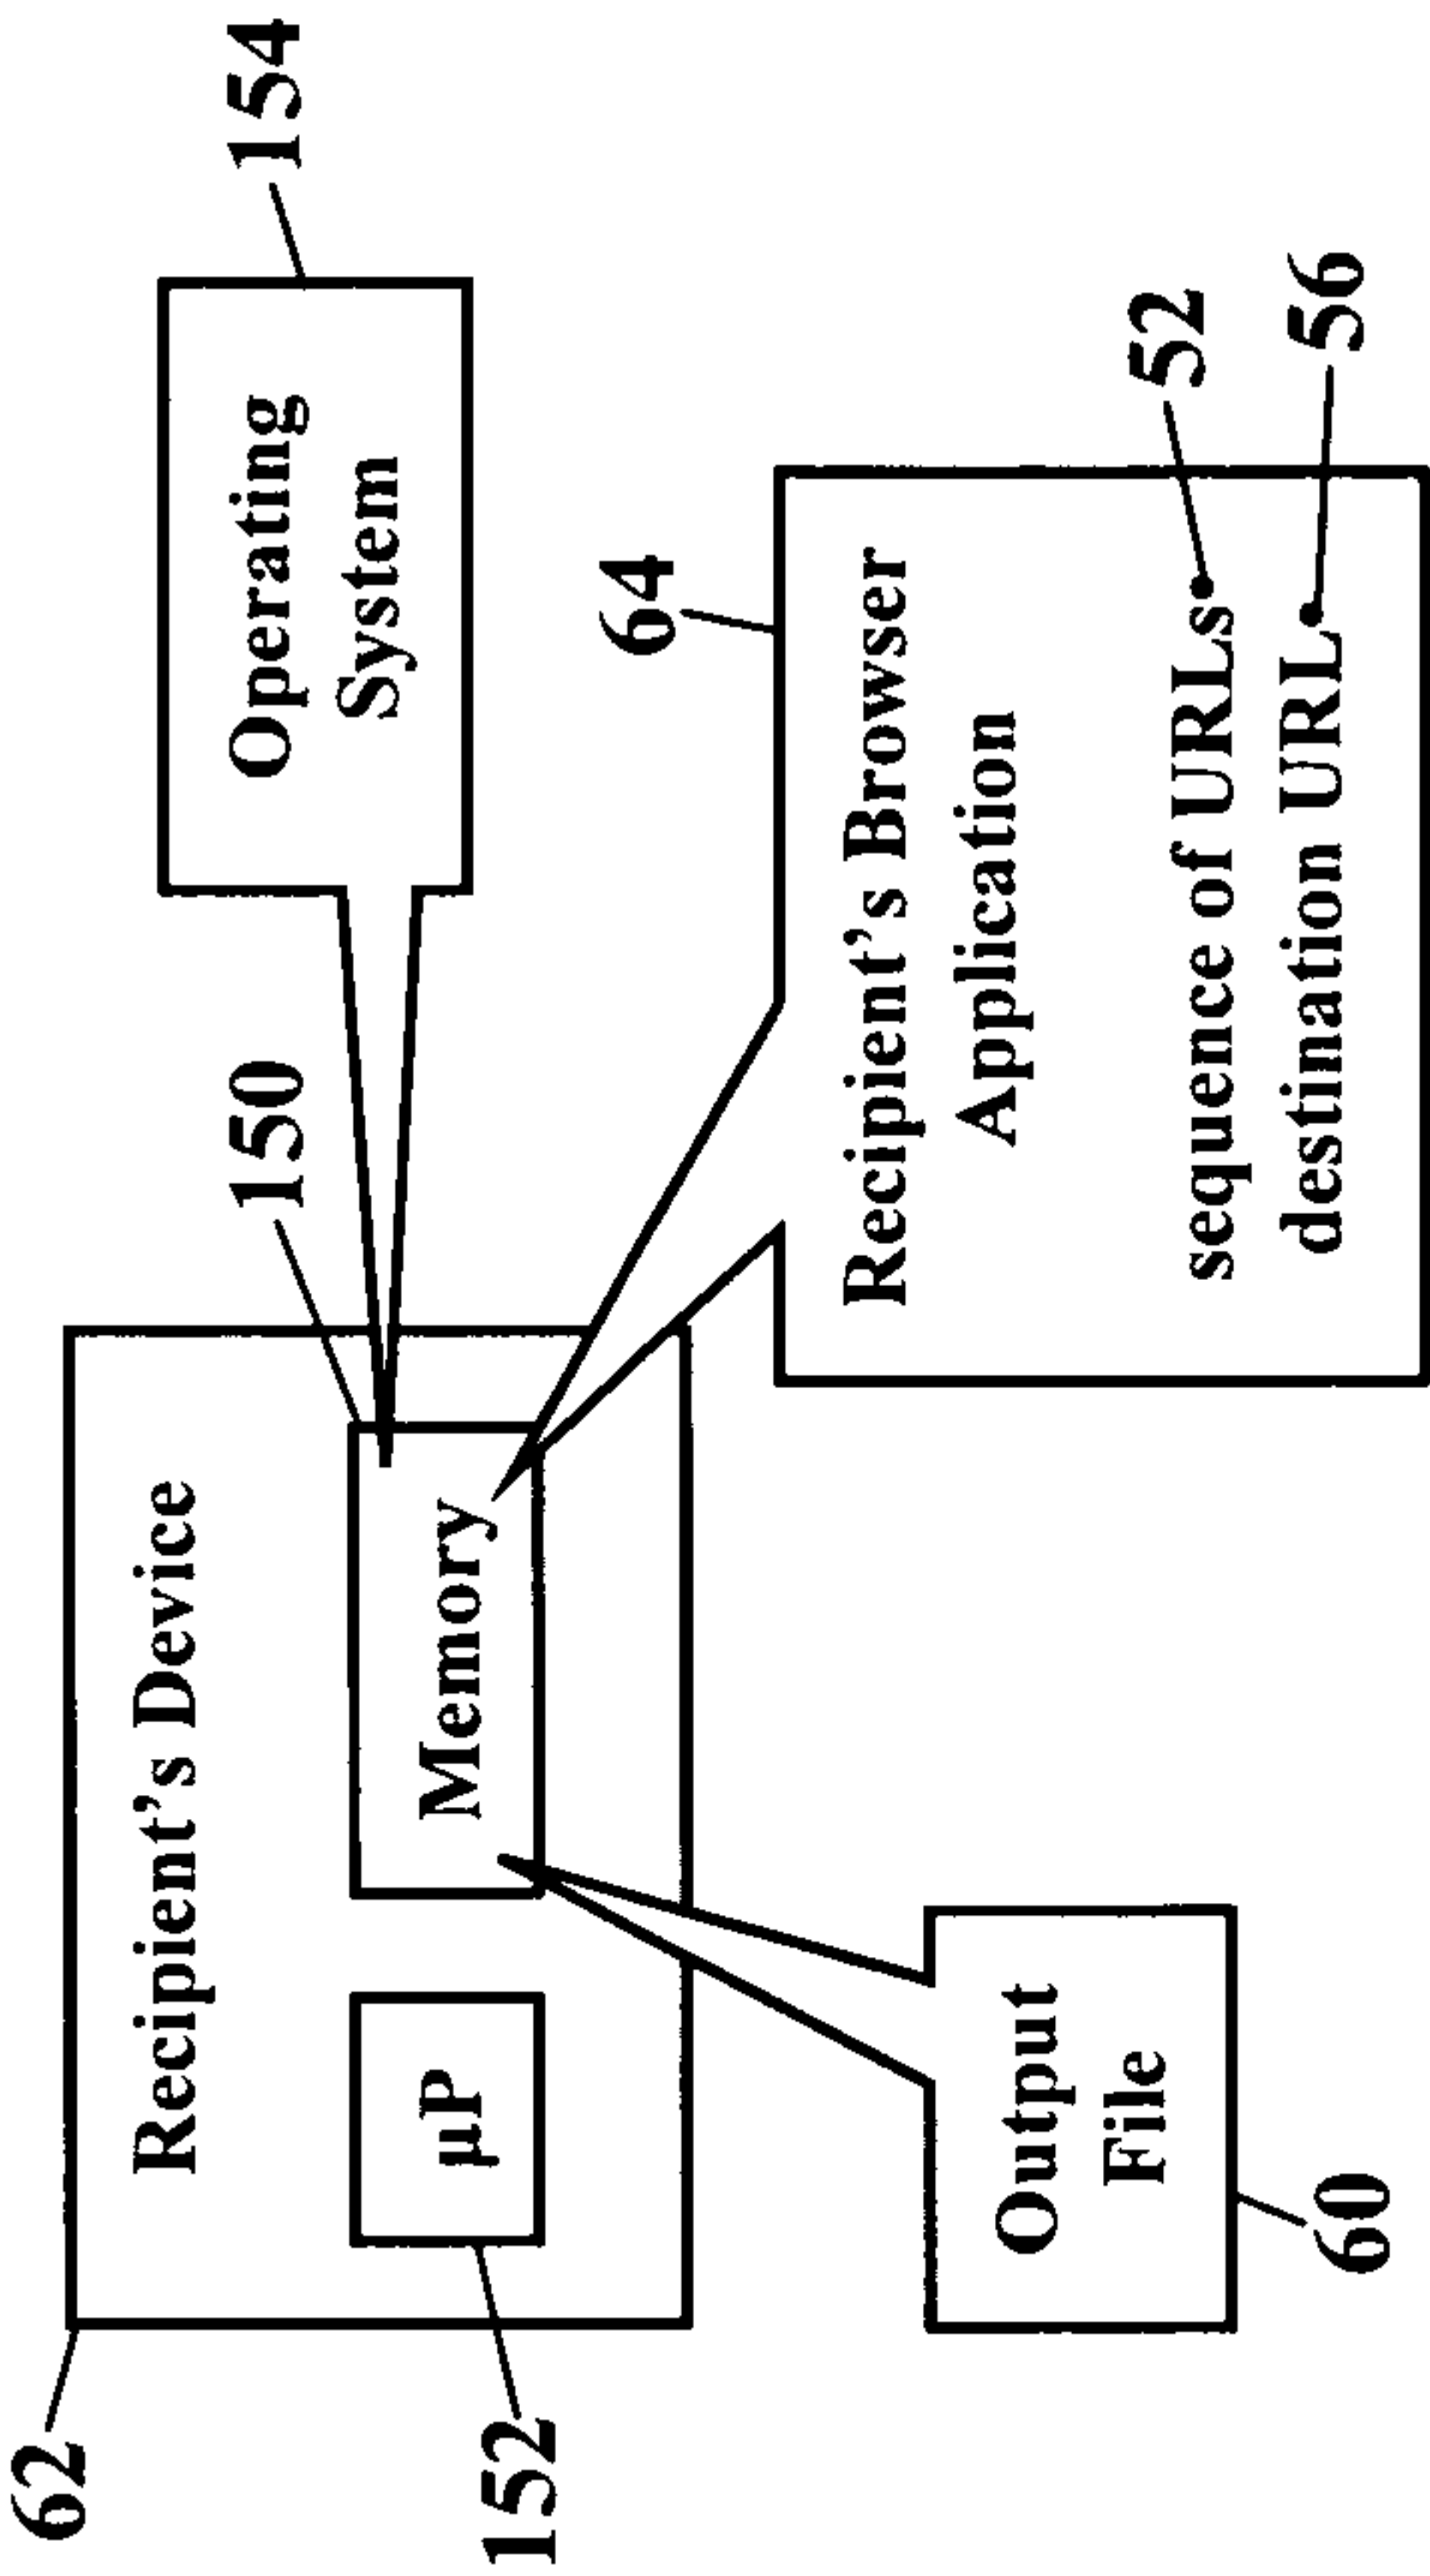 62
Recipient's Device
150
154
Operating
System
152
µP
Memory
64
Recipient's Browser
Application
sequence of URLs
52
destination URL
56
Output
File
60